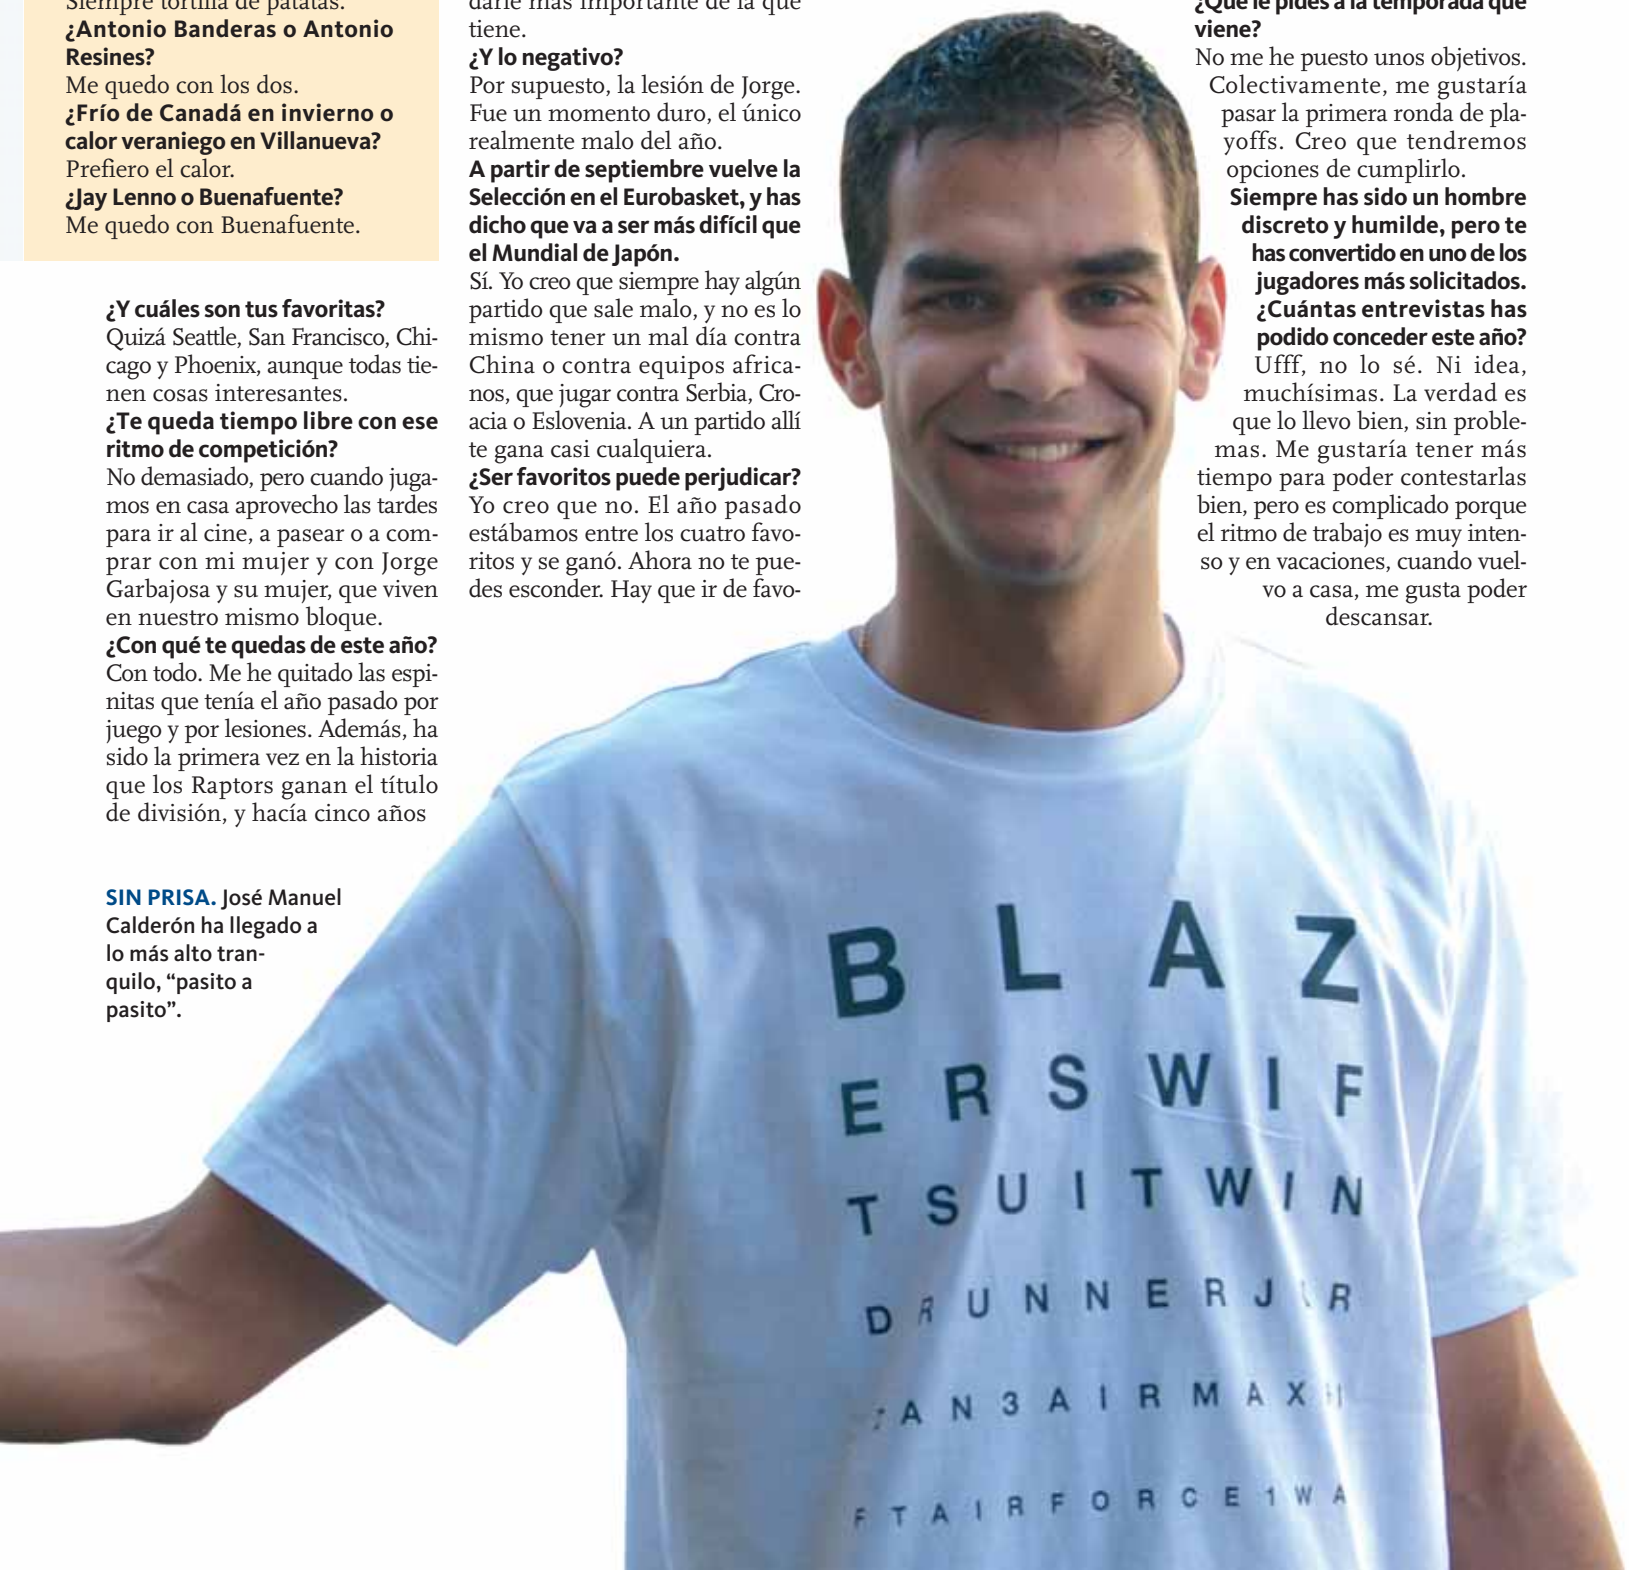 Siempre tortilla de patatas.
¿Antonio Banderas o Antonio
Resines?
Me quedo con los dos.
¿Frío de Canadá en invierno o
calor veraniego en Villanueva?
Prefiero el calor.
¿Jay Lenno o Buenafuente?
Me quedo con Buenafuente.
¿Y cuáles son tus favoritas?
Quizá Seattle, San Francisco, Chi-
cago y Phoenix, aunque todas tie-
nen cosas interesantes.
¿Te queda tiempo libre con ese
ritmo de competición?
No demasiado, pero cuando juga-
mos en casa aprovecho las tardes
para ir al cine, a pasear o a com-
prar con mi mujer y con Jorge
Garbajosa y su mujer, que viven
en nuestro mismo bloque.
¿Con qué te quedas de este año?
Con todo. Me he quitado las espi-
nitas que tenía el año pasado por
juego y por lesiones. Además, ha
sido la primera vez en la historia
que los Raptors ganan el título
de división, y hacía cinco años
SIN PRISA. José Manuel
Calderón ha llegado a
lo más alto tran-
quilo, “pasito a
pasito”.
darle más importante de la que
tiene.
¿Y lo negativo?
Por supuesto, la lesión de Jorge.
Fue un momento duro, el único
realmente malo del año.
A partir de septiembre vuelve la
Selección en el Eurobasket, y has
dicho que va a ser más difícil que
el Mundial de Japón.
Sí. Yo creo que siempre hay algún
partido que sale malo, y no es lo
mismo tener un mal día contra
China o contra equipos africa-
nos, que jugar contra Serbia, Cro-
acia o Eslovenia. A un partido allí
te gana casi cualquiera.
¿Ser favoritos puede perjudicar?
Yo creo que no. El año pasado
estábamos entre los cuatro favo-
ritos y se ganó. Ahora no te pue-
des esconder. Hay que ir de favo-
¿Qué le pides a la temporada que
viene?
No me he puesto unos objetivos.
Colectivamente, me gustaría
pasar la primera ronda de pla-
yoffs. Creo que tendremos
opciones de cumplirlo.
Siempre has sido un hombre
discreto y humilde, pero te
has convertido en uno de los
jugadores más solicitados.
¿Cuántas entrevistas has
podido conceder este año?
Ufff, no lo sé. Ni idea,
muchísimas. La verdad es
que lo llevo bien, sin proble-
mas. Me gustaría tener más
tiempo para poder contestarlas
bien, pero es complicado porque
el ritmo de trabajo es muy inten-
so y en vacaciones, cuando vuel-
vo a casa, me gusta poder
descansar.
B L A Z
E R S W I F
T S U I T W I N
D R U N N E R J R
A N 3 A I R M A X
F T A I R F O R C E 1 W A